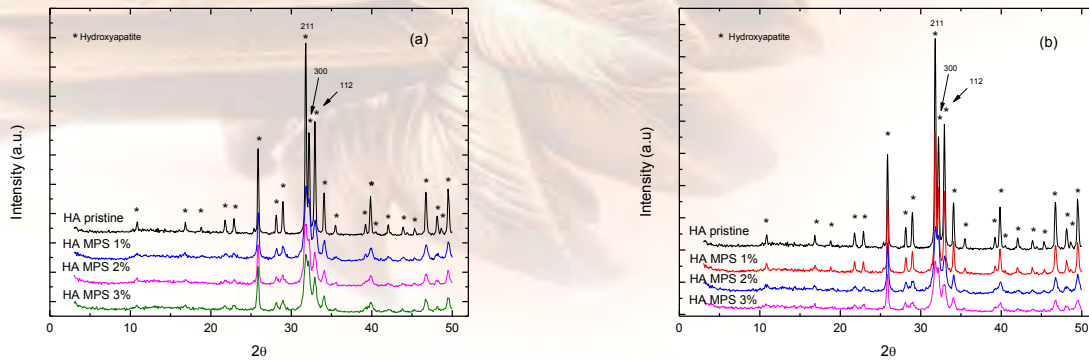 211
* Hydroxyapatite
(a)
300
112
Intensity (a.u.)
HA pristine
HA MPS 1%
HA MPS 2%
HA MPS 3%
0 10 20 30 40 50
2θ
211
* Hydroxyapatite
(b)
300
112
Intensity (a.u)
HA pristine
HA MPS 1%
HA MPS 2%
HA MPS 3%
0 10 20 30 40 50
2θ